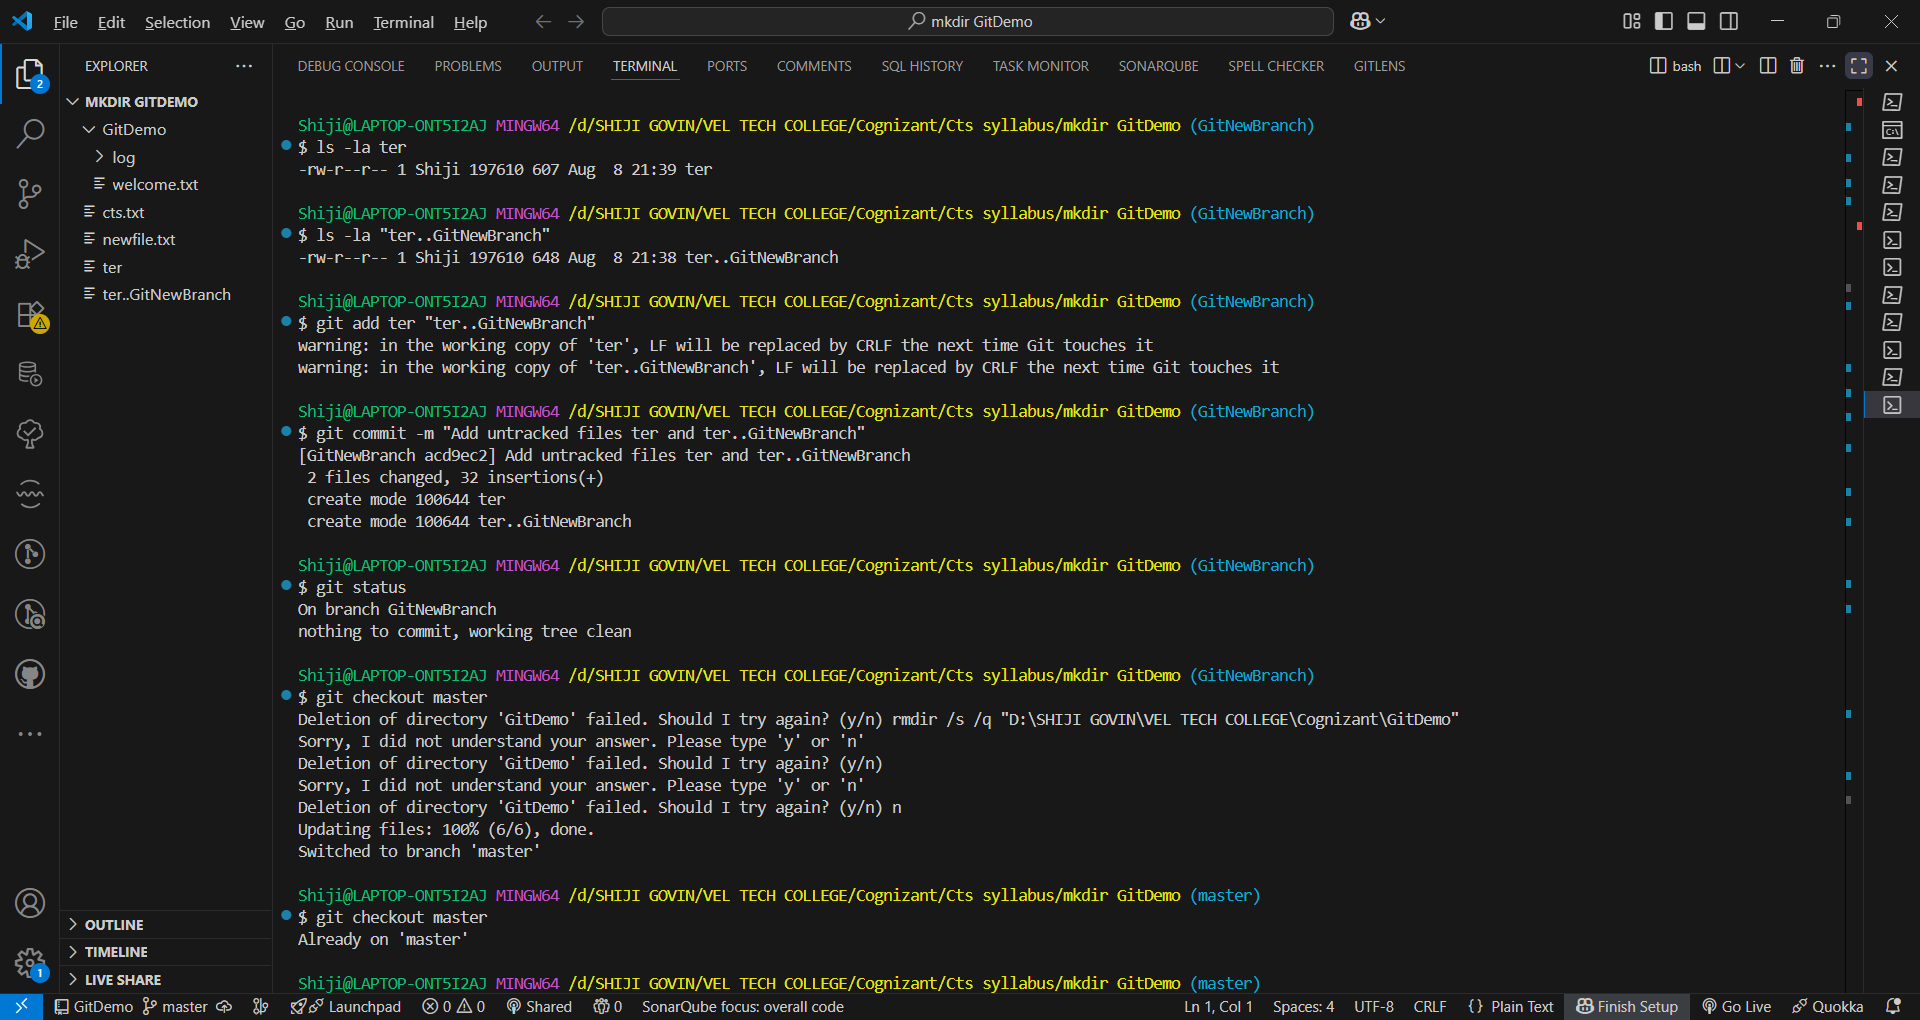 File Edit Selection View Go Run Terminal Help
mkdir GitDemo
EXPLORER
2
MKDIR GITDEMO
GitDemo
log
welcome.txt
cts.txt
newfile.txt
ter
ter..GitNewBranch
OUTLINE
TIMELINE
LIVE SHARE
1
DEBUG CONSOLE PROBLEMS OUTPUT TERMINAL PORTS COMMENTS SQL HISTORY TASK MONITOR SONARQUBE SPELL CHECKER GITLENS
bash
Shiji@LAPTOP-ONT5I2AJ MINGW64 /d/SHIJI GOVIN/VEL TECH COLLEGE/Cognizant/Cts syllabus/mkdir GitDemo (GitNewBranch)
$ ls -la ter
-rw-r--r-- 1 Shiji 197610 607 Aug  8 21:39 ter
Shiji@LAPTOP-ONT5I2AJ MINGW64 /d/SHIJI GOVIN/VEL TECH COLLEGE/Cognizant/Cts syllabus/mkdir GitDemo (GitNewBranch)
$ ls -la "ter..GitNewBranch"
-rw-r--r-- 1 Shiji 197610 648 Aug  8 21:38 ter..GitNewBranch
Shiji@LAPTOP-ONT5I2AJ MINGW64 /d/SHIJI GOVIN/VEL TECH COLLEGE/Cognizant/Cts syllabus/mkdir GitDemo (GitNewBranch)
$ git add ter "ter..GitNewBranch"
warning: in the working copy of 'ter', LF will be replaced by CRLF the next time Git touches it
warning: in the working copy of 'ter..GitNewBranch', LF will be replaced by CRLF the next time Git touches it
Shiji@LAPTOP-ONT5I2AJ MINGW64 /d/SHIJI GOVIN/VEL TECH COLLEGE/Cognizant/Cts syllabus/mkdir GitDemo (GitNewBranch)
$ git commit -m "Add untracked files ter and ter..GitNewBranch"
[GitNewBranch acd9ec2] Add untracked files ter and ter..GitNewBranch
2 files changed, 32 insertions(+)
create mode 100644 ter
create mode 100644 ter..GitNewBranch
Shiji@LAPTOP-ONT5I2AJ MINGW64 /d/SHIJI GOVIN/VEL TECH COLLEGE/Cognizant/Cts syllabus/mkdir GitDemo (GitNewBranch)
$ git status
On branch GitNewBranch
nothing to commit, working tree clean
Shiji@LAPTOP-ONT5I2AJ MINGW64 /d/SHIJI GOVIN/VEL TECH COLLEGE/Cognizant/Cts syllabus/mkdir GitDemo (GitNewBranch)
$ git checkout master
Deletion of directory 'GitDemo' failed. Should I try again? (y/n) rmdir /s /q "D:\SHIJI GOVIN\VEL TECH COLLEGE\Cognizant\GitDemo"
Sorry, I did not understand your answer. Please type 'y' or 'n'
Deletion of directory 'GitDemo' failed. Should I try again? (y/n)
Sorry, I did not understand your answer. Please type 'y' or 'n'
Deletion of directory 'GitDemo' failed. Should I try again? (y/n) n
Updating files: 100% (6/6), done.
Switched to branch 'master'
Shiji@LAPTOP-ONT5I2AJ MINGW64 /d/SHIJI GOVIN/VEL TECH COLLEGE/Cognizant/Cts syllabus/mkdir GitDemo (master)
$ git checkout master
Already on 'master'
Shiji@LAPTOP-ONT5I2AJ MINGW64 /d/SHIJI GOVIN/VEL TECH COLLEGE/Cognizant/Cts syllabus/mkdir GitDemo (master)
GitDemo master Launchpad 0 0 Shared 0 SonarQube focus: overall code Ln 1, Col 1 Spaces: 4 UTF-8 CRLF {} Plain Text Finish Setup Go Live Quokka